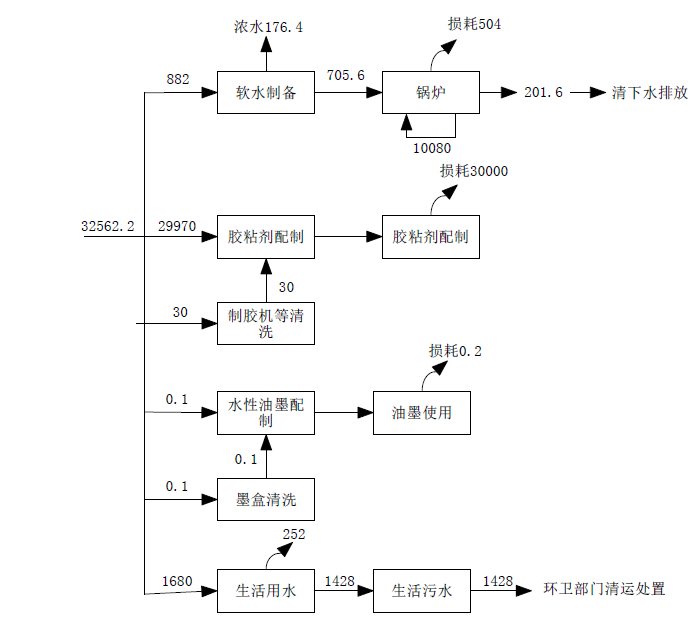 浓水176.4
损耗504
882
软水制备
705.6
锅炉
201.6
清下水排放
10080
损耗30000
32562.2
29970
胶粘剂配制
胶粘剂配制
30
30
制胶机等清
洗
损耗0.2
0.1
水性油墨配
制
油墨使用
0.1
0.1
墨盒清洗
252
1680
生活用水
1428
生活污水
1428
环卫部门清运处置